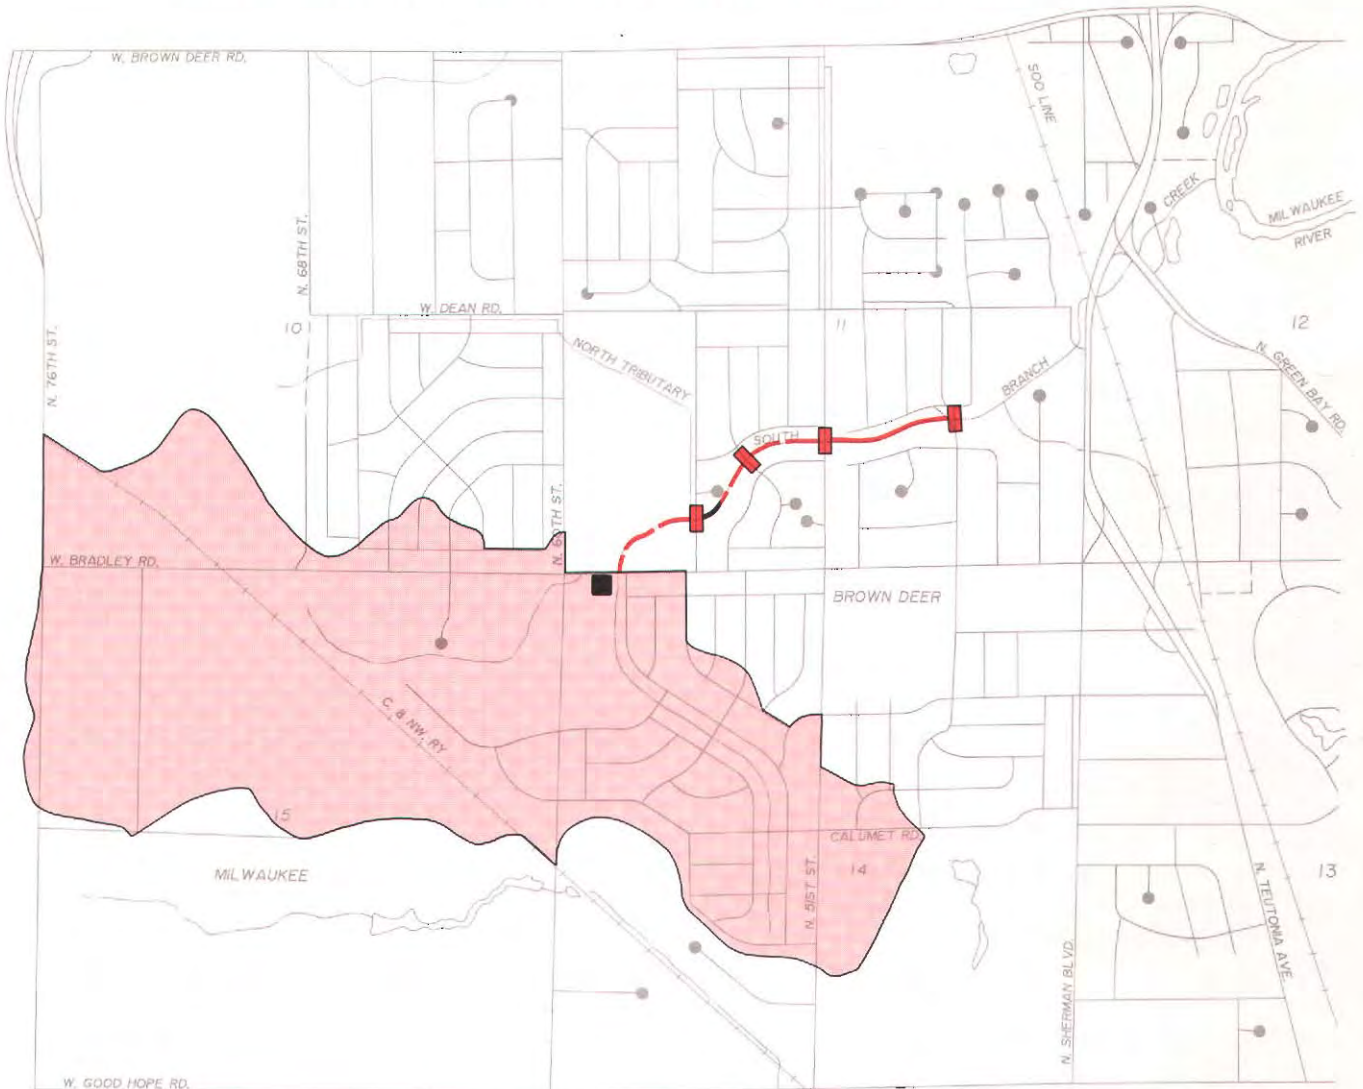 W. BROWN DEER RD.
SOO LINE
CREEK
MILWAUKEE
RIVER
N. 68TH ST.
W. DEAN RD.
10
11
12
N. 76TH ST.
NORTH TRIBUTARY
N. GREEN BAY RD.
BRANCH
SOUTH
N. 60TH ST.
W. BRADLEY RD.
BROWN DEER
C. & NW. RY
15
CALUMET RD.
14
13
MILWAUKEE
N. 51ST ST.
N. TEUTONIA AVE.
N. SHERMAN BLVD.
W. GOOD HOPE RD.